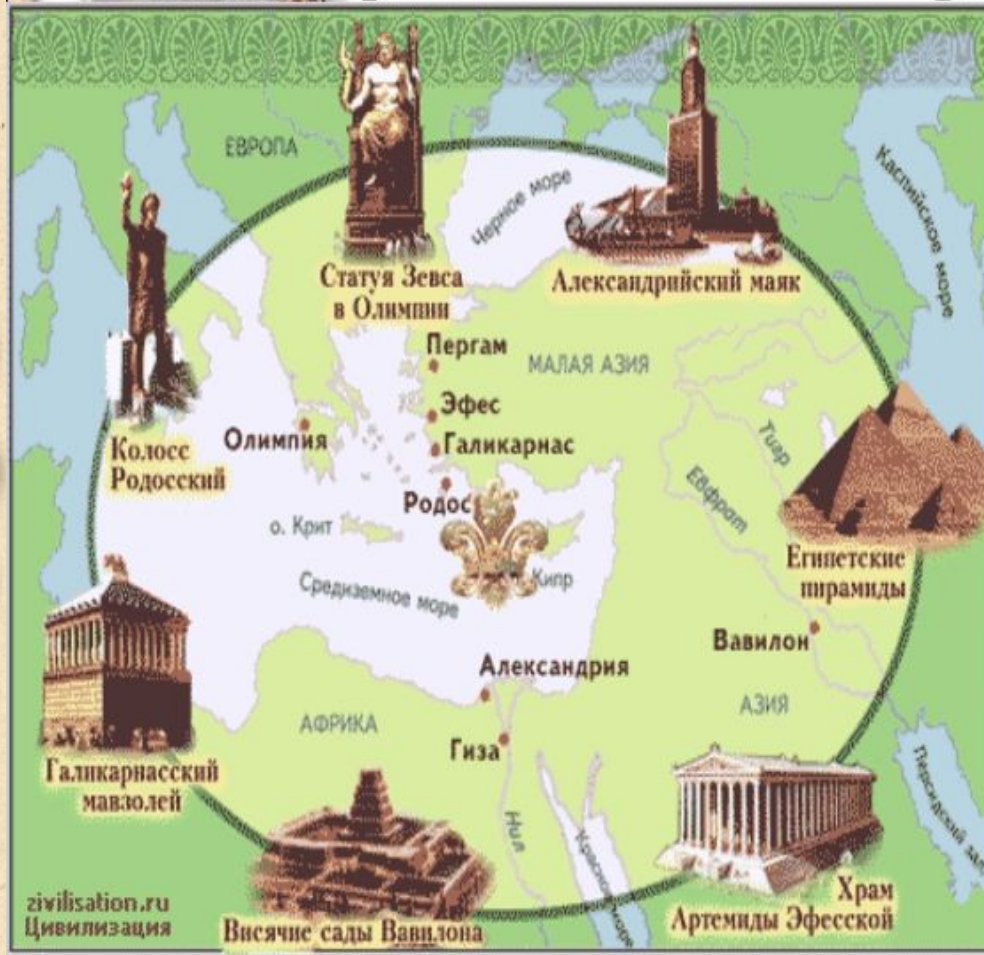 ЕВРОПА
Черное море
Каспийское море
Статуя Зевса
в Олимпии
Александрийский маяк
Пергам
МАЛАЯ АЗИЯ
Эфес
Галикарнас
Олимпия
Колосс
Родосский
Тигр
Евфрат
Родос
о. Крит
Кипр
Средиземное море
Египетские
пирамиды
Вавилон
Александрия
АЗИЯ
АФРИКА
Гиза
Галикарнасский
мавзолей
Нил
Красное море
Персидский зал
Храм
Артемиды Эфесской
zivilisation.ru
Цивилизация
Висячие сады Вавилона